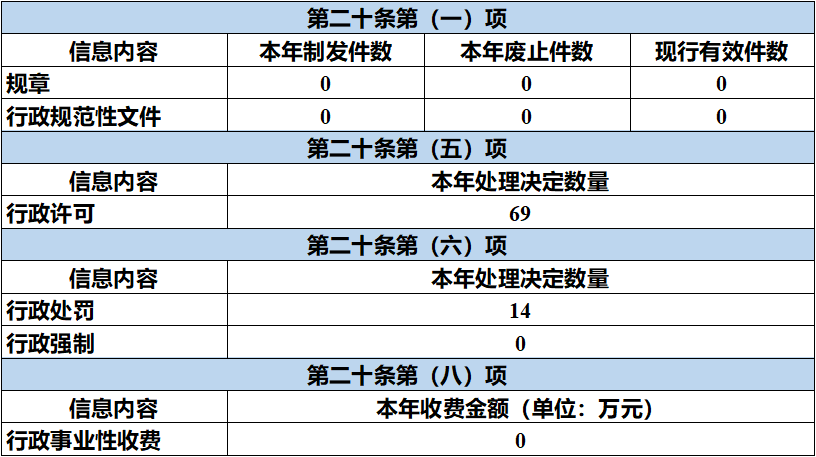 第二十条第（一）项
信息内容 本年制发件数 本年废止件数 现行有效件数
规章 0 0 0
行政规范性文件 0 0 0
第二十条第（五）项
信息内容 本年处理决定数量
行政许可 69
第二十条第（六）项
信息内容 本年处理决定数量
行政处罚 14
行政强制 0
第二十条第（八）项
信息内容 本年收费金额（单位：万元）
行政事业性收费 0